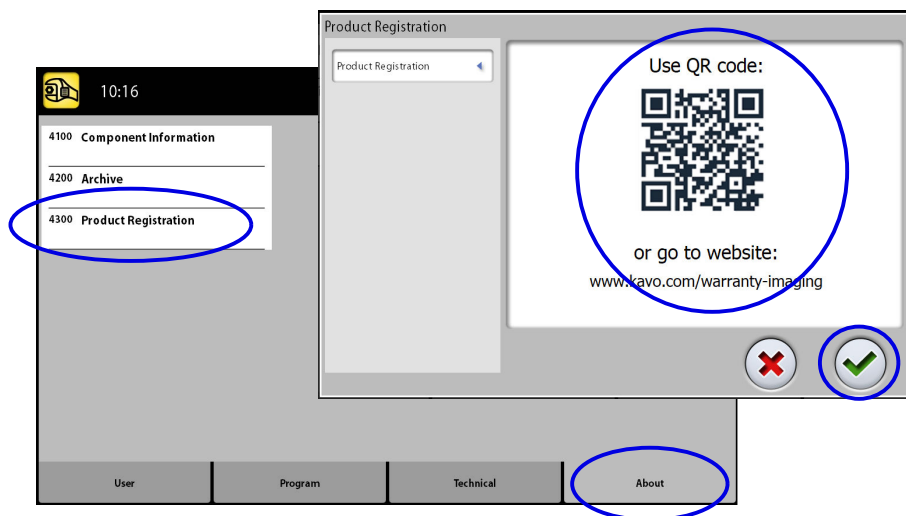 Product Registration
Product Registration
Use QR code:
or go to website:
www.kavo.com/warranty-imaging
10:16
4100 Component Information
4200 Archive
4300 Product Registration
User
Program
Technical
About